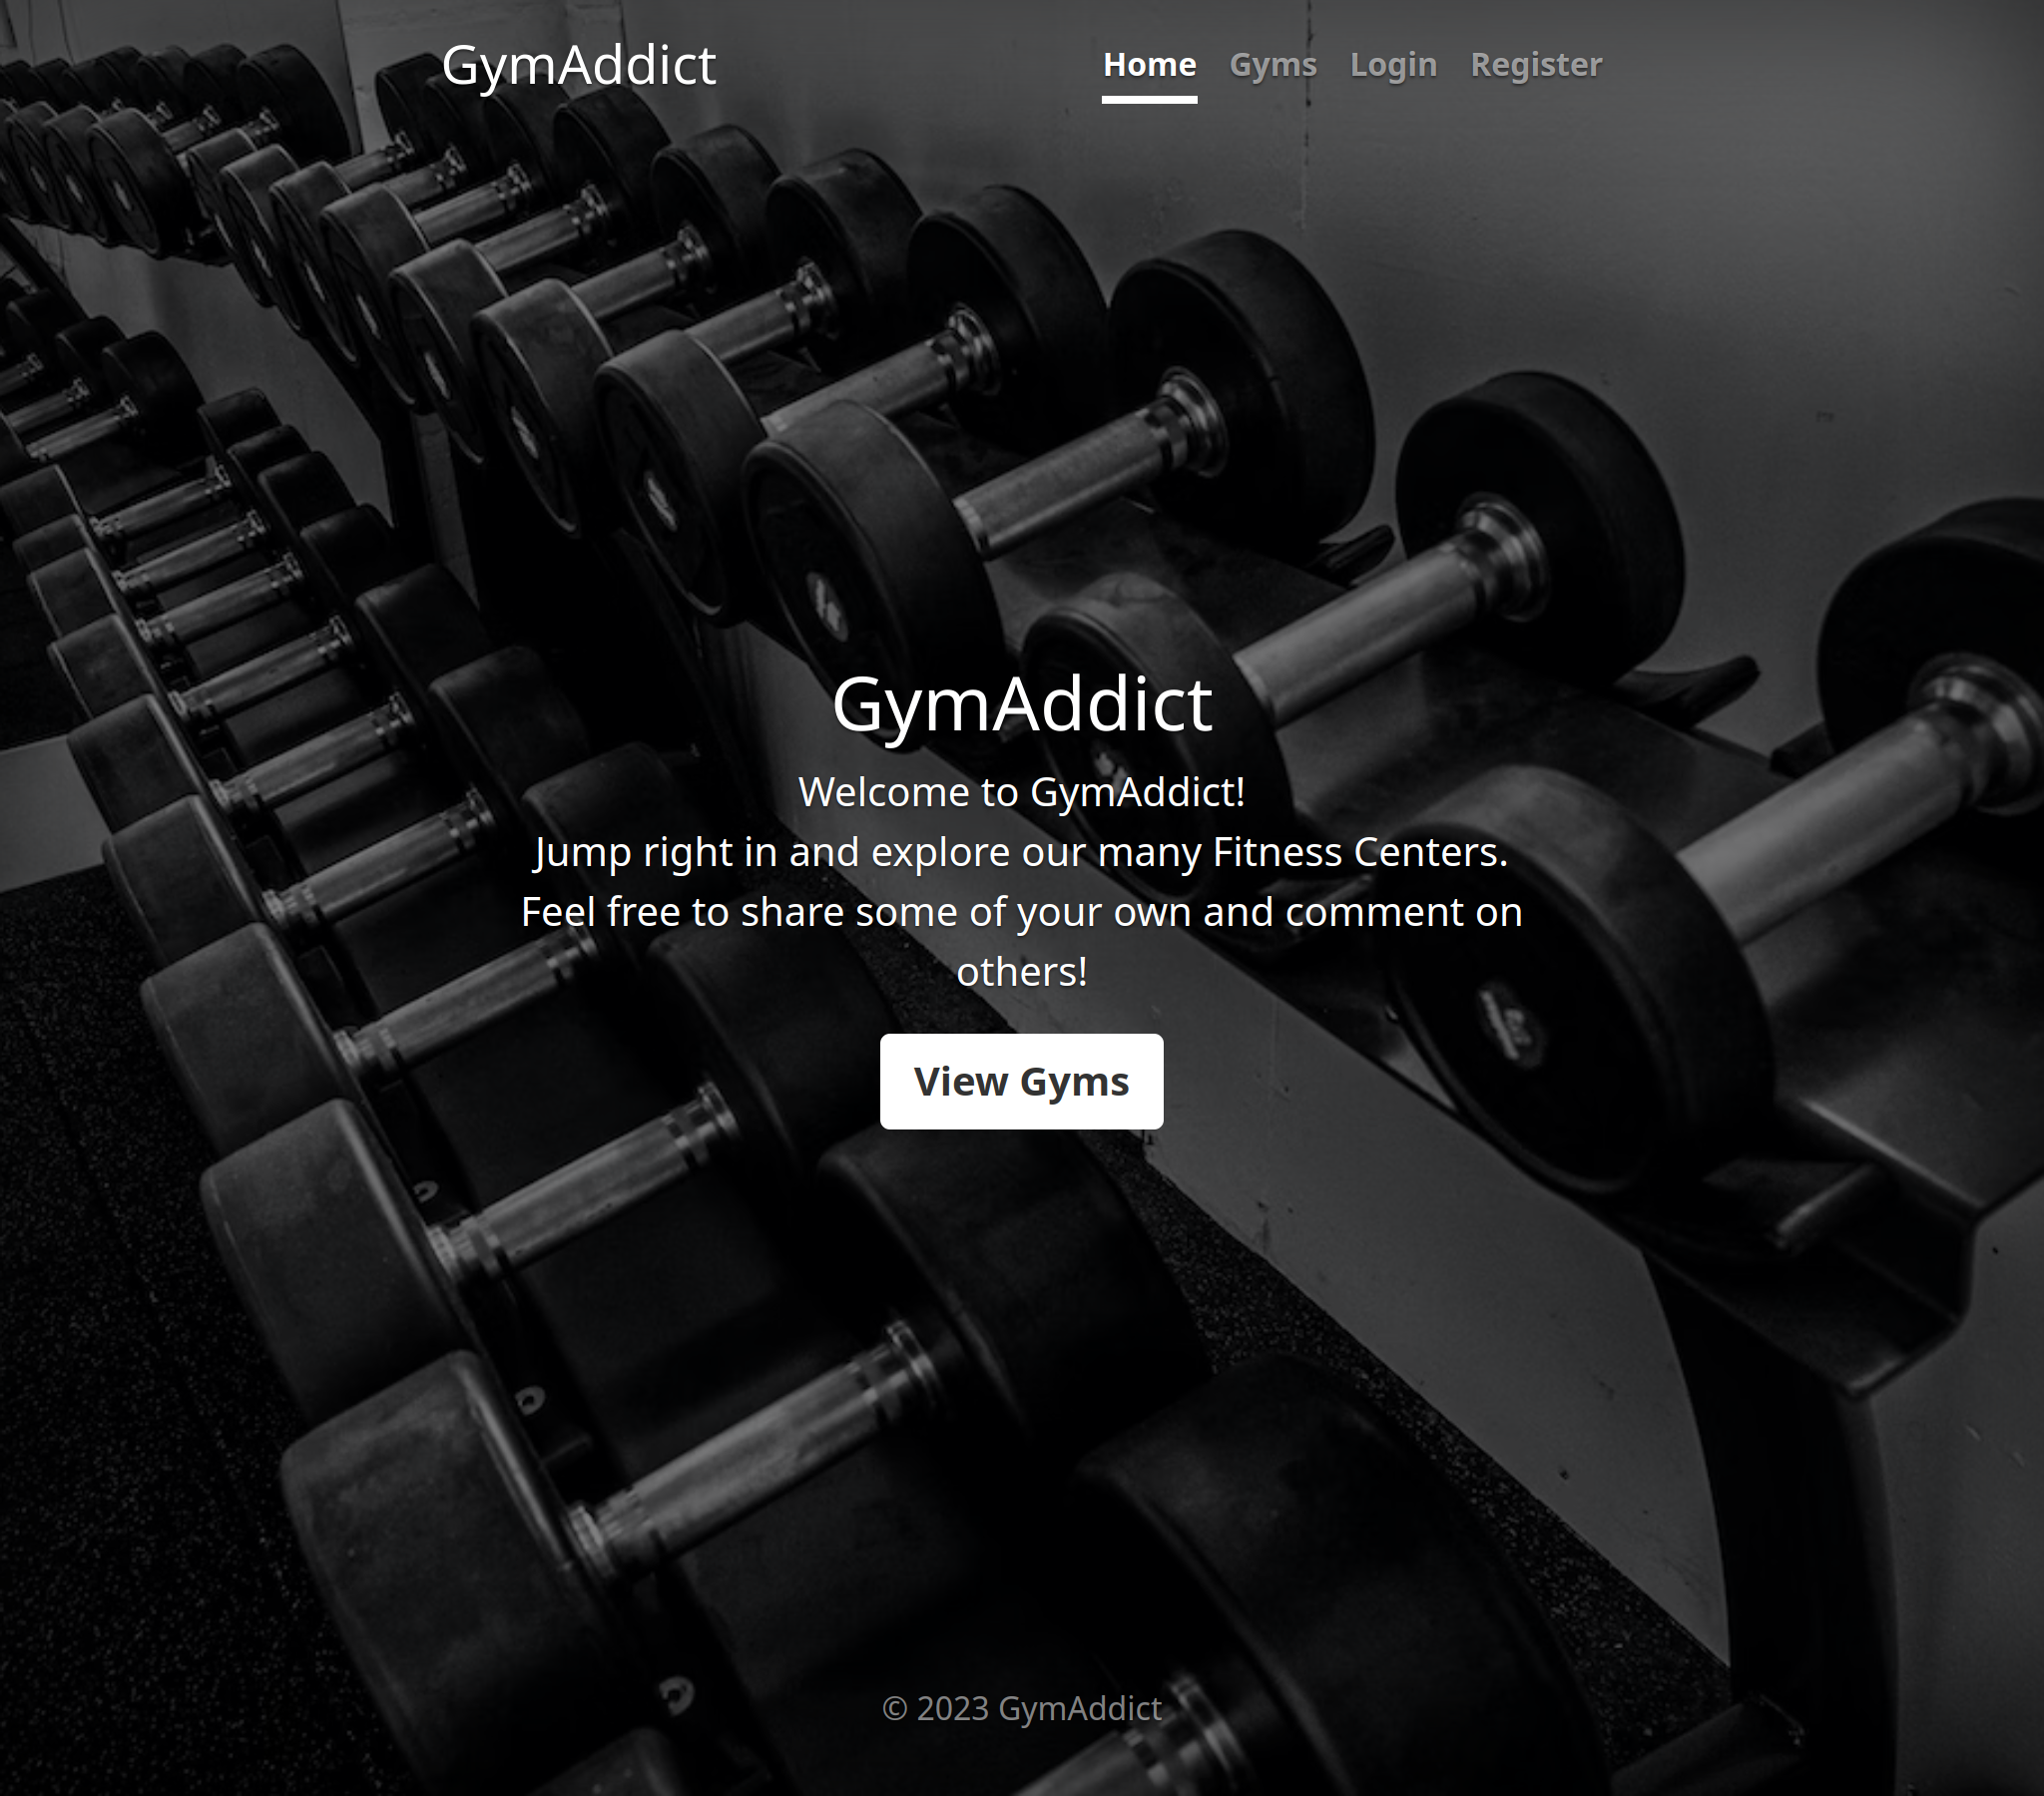 GymAddict
Home Gyms Login Register
GymAddict
Welcome to GymAddict!
Jump right in and explore our many Fitness Centers.
Feel free to share some of your own and comment on
others!
View Gyms
© 2023 GymAddict